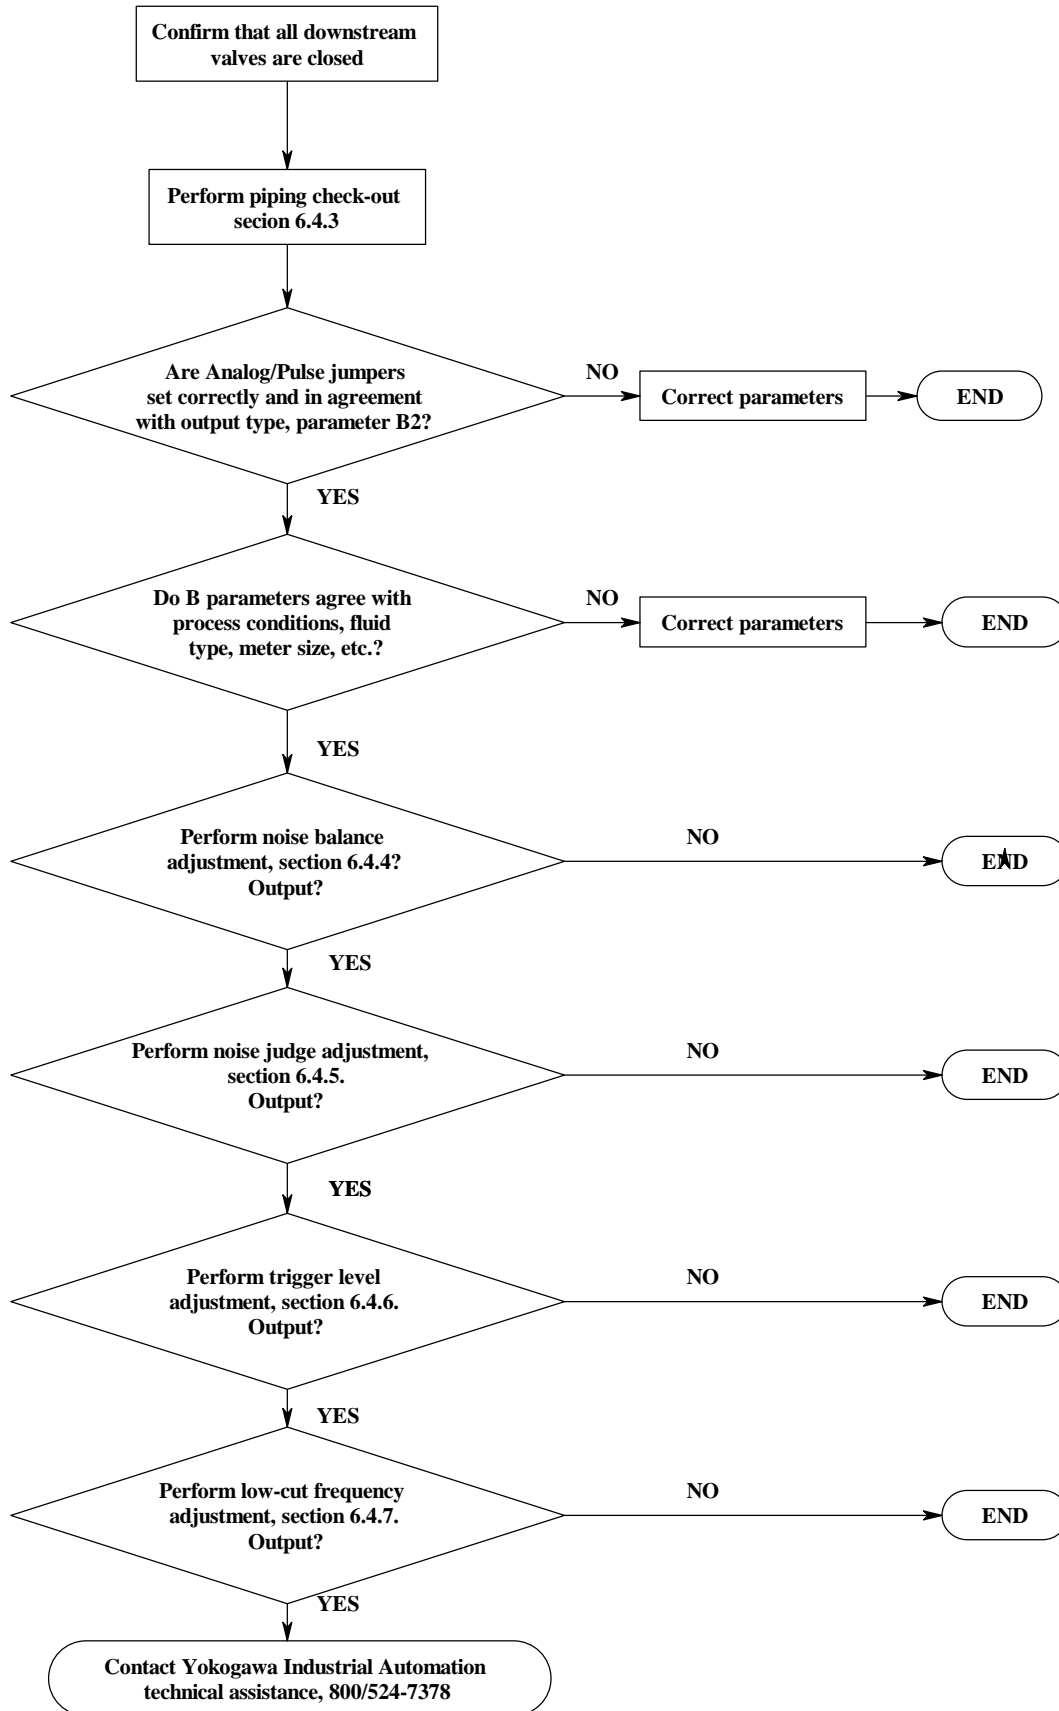 Confirm that all downstream
valves are closed
Perform piping check-out
secion 6.4.3
Are Analog/Pulse jumpers
set correctly and in agreement
with output type, parameter B2?
NO
Correct parameters
END
YES
Do B parameters agree with
process conditions, fluid
type, meter size, etc.?
NO
Correct parameters
END
YES
Perform noise balance
adjustment, section 6.4.4?
Output?
NO
END
YES
Perform noise judge adjustment,
section 6.4.5.
Output?
NO
END
YES
Perform trigger level
adjustment, section 6.4.6.
Output?
NO
END
YES
Perform low-cut frequency
adjustment, section 6.4.7.
Output?
NO
END
YES
Contact Yokogawa Industrial Automation
technical assistance, 800/524-7378